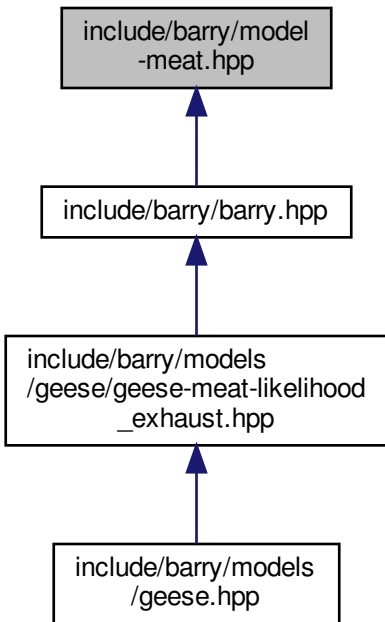 include/barry/model
-meat.hpp
include/barry/barry.hpp
include/barry/models
/geese/geese-meat-likelihood
_exhaust.hpp
include/barry/models
/geese.hpp